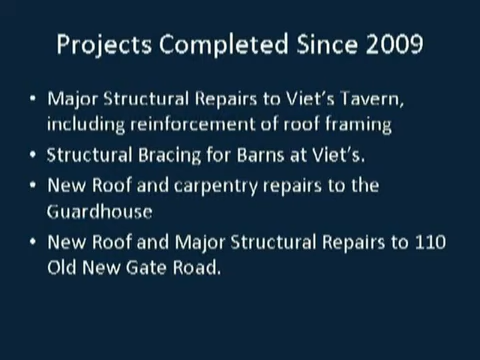 Projects Completed Since 2009
• Major Structural Repairs to Viet's Tavern,
including reinforcement of roof framing
• Structural Bracing for Barns at Viet's.
• New Roof and carpentry repairs to the
Guardhouse
• New Roof and Major Structural Repairs to 110
Old New Gate Road.